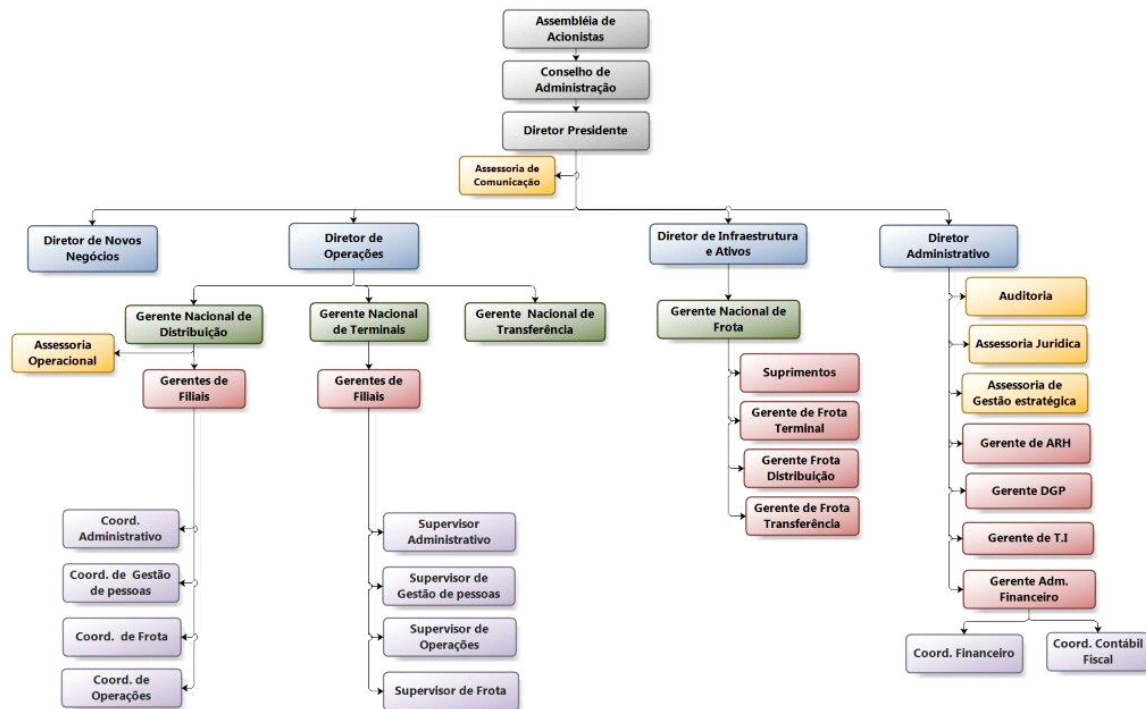 Assembléia de
Acionistas
Conselho de
Administração
Diretor Presidente
Assessoria de
Comunicação
Diretor de Novos
Negócios
Diretor de
Operações
Diretor de Infraestrutura
e Ativos
Diretor
Administrativo
Gerente Nacional de
Distribuição
Gerente Nacional
de Terminais
Gerente Nacional de
Transferência
Gerente Nacional de
Frota
Auditoria
Assessoria Juridica
Assessoria de
Gestão estratégica
Gerente de ARH
Gerente DGP
Gerente de T.I
Gerente Adm.
Financeiro
Coord. Financeiro
Coord. Contábil
Fiscal
Assessoria
Operacional
Gerentes de
Filiais
Gerentes de
Filiais
Suprimentos
Gerente de Frota
Terminal
Gerente Frota
Distribuição
Gerente de Frota
Transferência
Coord.
Administrativo
Coord. de Gestão
de pessoas
Coord. de Frota
Coord. de
Operações
Supervisor
Administrativo
Supervisor de
Gestão de pessoas
Supervisor de
Operações
Supervisor de Frota